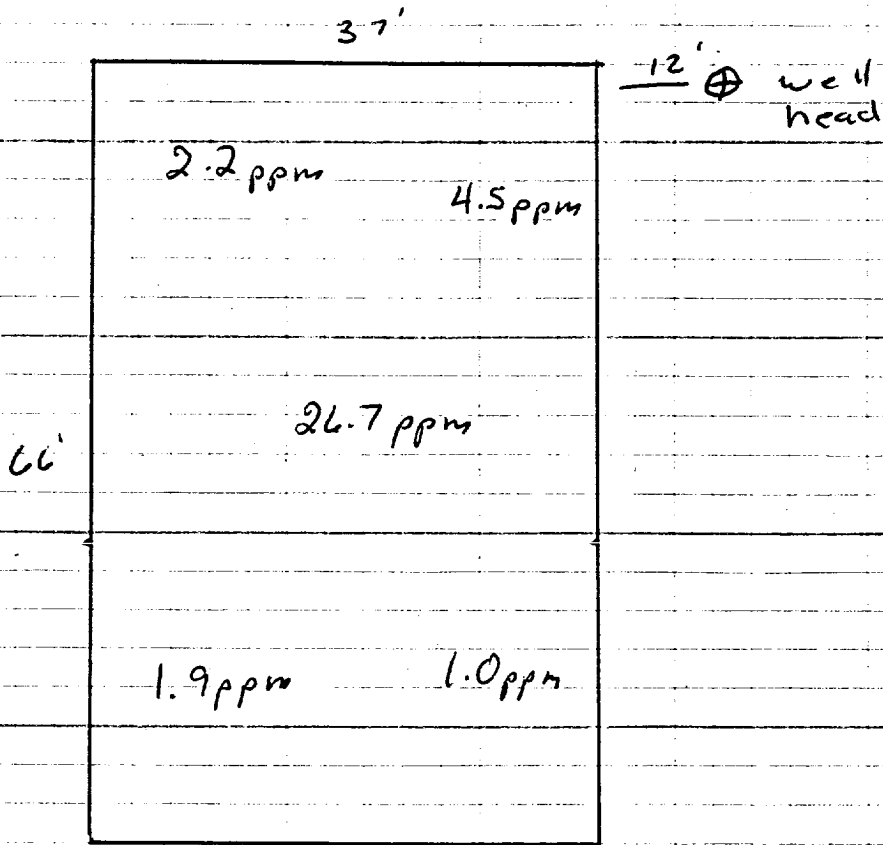 37'
12' ⊕ well
head
2.2 ppm
4.5 ppm
26.7 ppm
66'
1.9 ppm
1.0 ppm